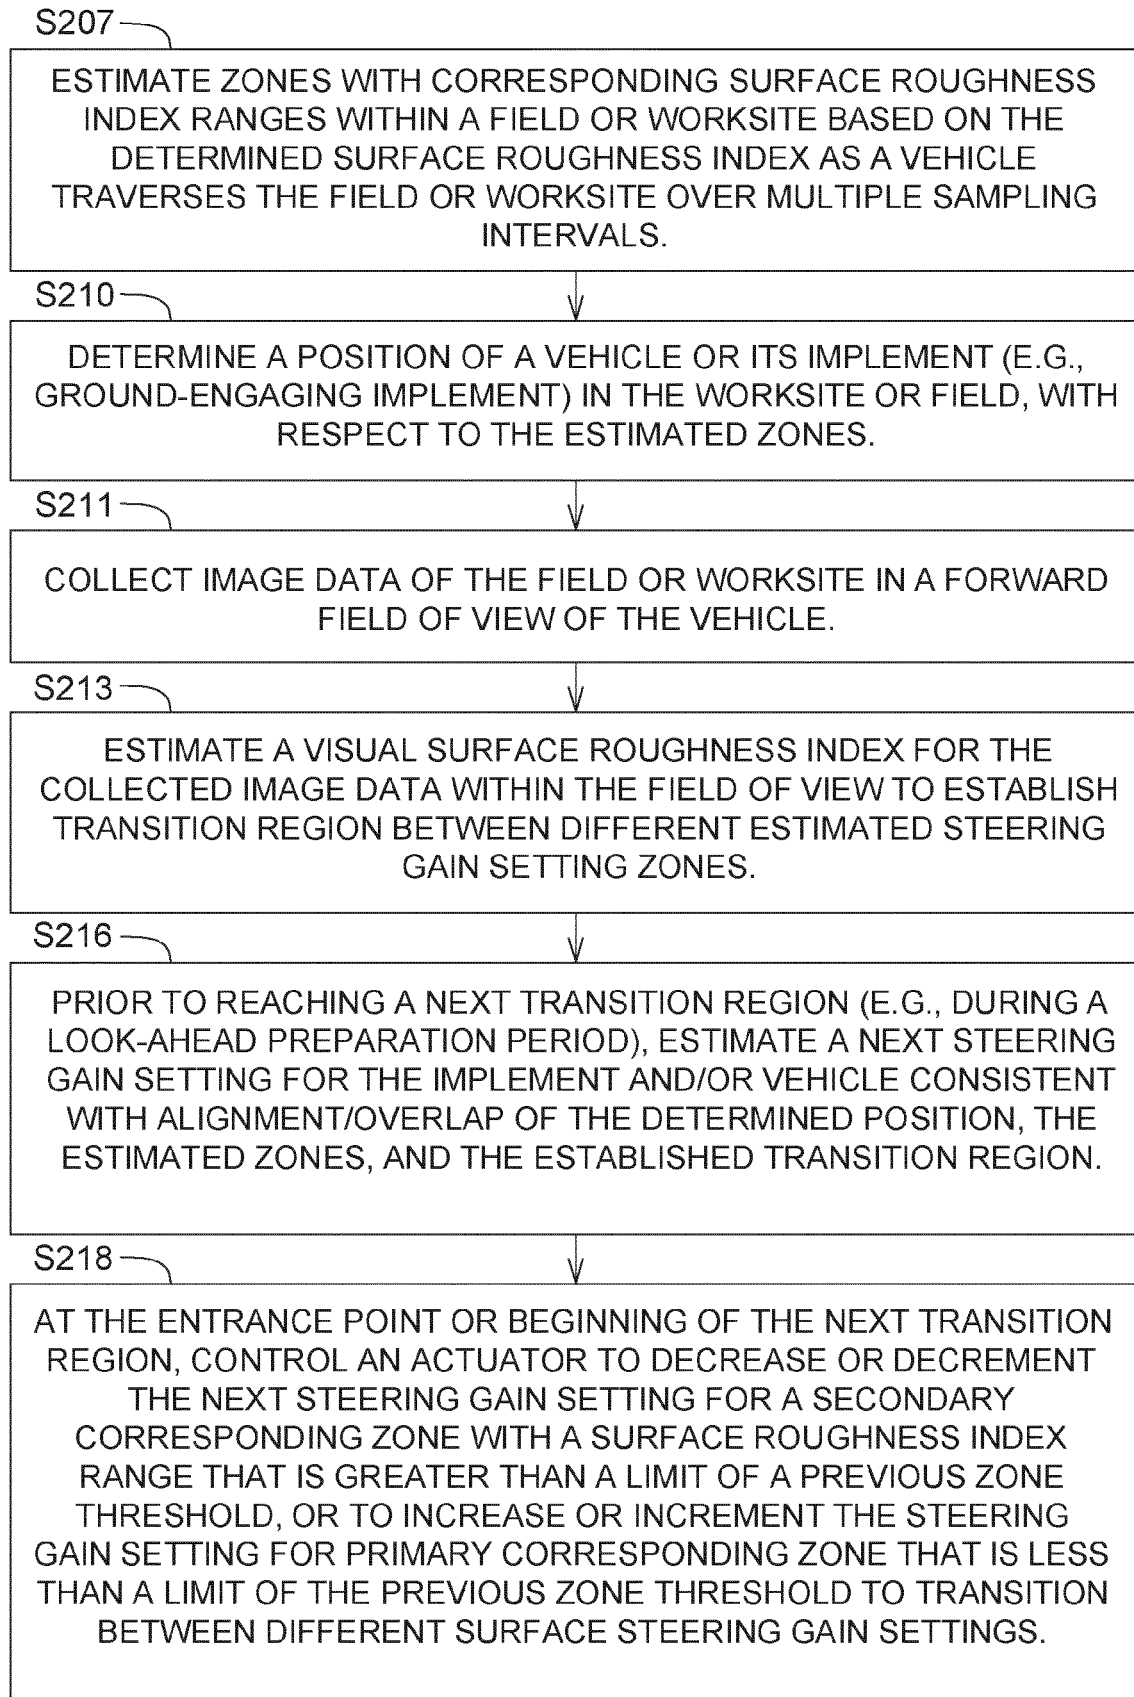 S207
ESTIMATE ZONES WITH CORRESPONDING SURFACE ROUGHNESS
INDEX RANGES WITHIN A FIELD OR WORKSITE BASED ON THE
DETERMINED SURFACE ROUGHNESS INDEX AS A VEHICLE
TRAVERSES THE FIELD OR WORKSITE OVER MULTIPLE SAMPLING
INTERVALS.
S210
DETERMINE A POSITION OF A VEHICLE OR ITS IMPLEMENT (E.G.,
GROUND-ENGAGING IMPLEMENT) IN THE WORKSITE OR FIELD, WITH
RESPECT TO THE ESTIMATED ZONES.
S211
COLLECT IMAGE DATA OF THE FIELD OR WORKSITE IN A FORWARD
FIELD OF VIEW OF THE VEHICLE.
S213
ESTIMATE A VISUAL SURFACE ROUGHNESS INDEX FOR THE
COLLECTED IMAGE DATA WITHIN THE FIELD OF VIEW TO ESTABLISH
TRANSITION REGION BETWEEN DIFFERENT ESTIMATED STEERING
GAIN SETTING ZONES.
S216
PRIOR TO REACHING A NEXT TRANSITION REGION (E.G., DURING A
LOOK-AHEAD PREPARATION PERIOD), ESTIMATE A NEXT STEERING
GAIN SETTING FOR THE IMPLEMENT AND/OR VEHICLE CONSISTENT
WITH ALIGNMENT/OVERLAP OF THE DETERMINED POSITION, THE
ESTIMATED ZONES, AND THE ESTABLISHED TRANSITION REGION.
S218
AT THE ENTRANCE POINT OR BEGINNING OF THE NEXT TRANSITION
REGION, CONTROL AN ACTUATOR TO DECREASE OR DECREMENT
THE NEXT STEERING GAIN SETTING FOR A SECONDARY
CORRESPONDING ZONE WITH A SURFACE ROUGHNESS INDEX
RANGE THAT IS GREATER THAN A LIMIT OF A PREVIOUS ZONE
THRESHOLD, OR TO INCREASE OR INCREMENT THE STEERING
GAIN SETTING FOR PRIMARY CORRESPONDING ZONE THAT IS LESS
THAN A LIMIT OF THE PREVIOUS ZONE THRESHOLD TO TRANSITION
BETWEEN DIFFERENT SURFACE STEERING GAIN SETTINGS.